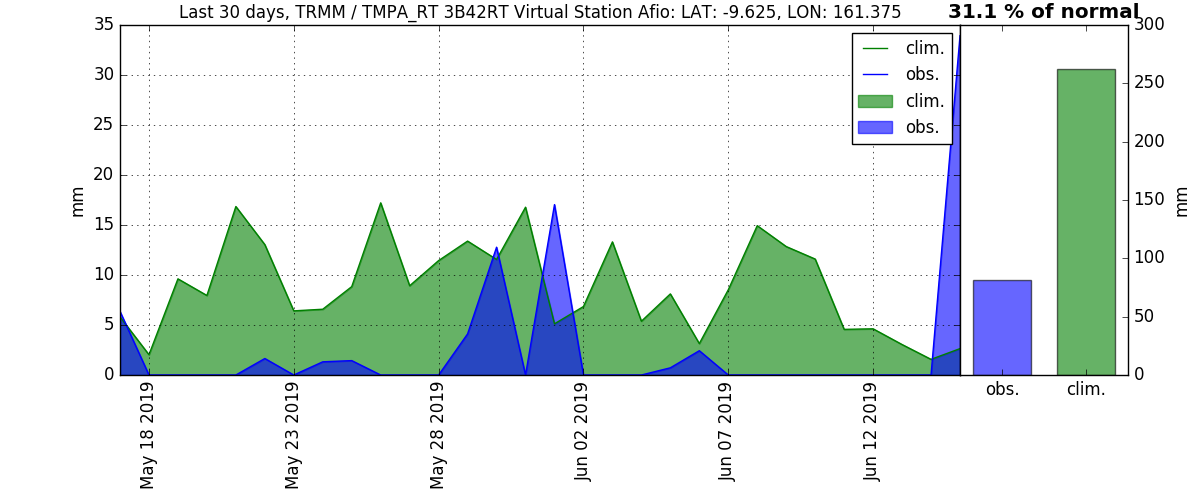 Last 30 days, TRMM / TMPA_RT 3B42RT Virtual Station Afio: LAT: -9.625, LON: 161.375
31.1 % of normal
35
30
25
20
15
10
5
0
mm
clim.
obs.
clim.
obs.
300
250
200
150
100
50
0
mm
obs.
clim.
May 18 2019
May 23 2019
May 28 2019
Jun 02 2019
Jun 07 2019
Jun 12 2019